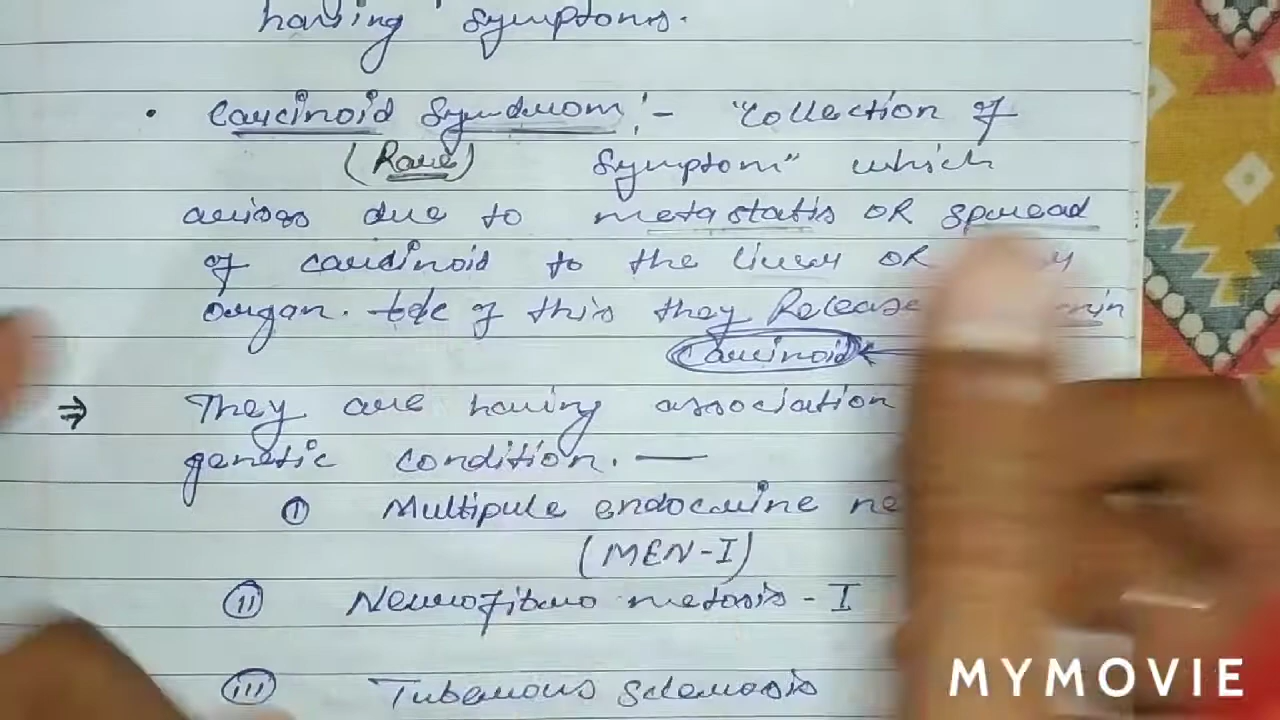 having symptoms.
• Carcinoid Syndrom :- "Collection of
(Rare) symptom" which
arises due to metastatis OR spread
of carcinoid to the liver OR
organ. b/c of this they Release
Carcinoid
⇒ They are having association
genetic condition. —
(i) Multipule endocrine ne
(MEN-I)
(ii) Neurofibro metosis - I
(iii) Tuberous sclerosis
MYMOVIE